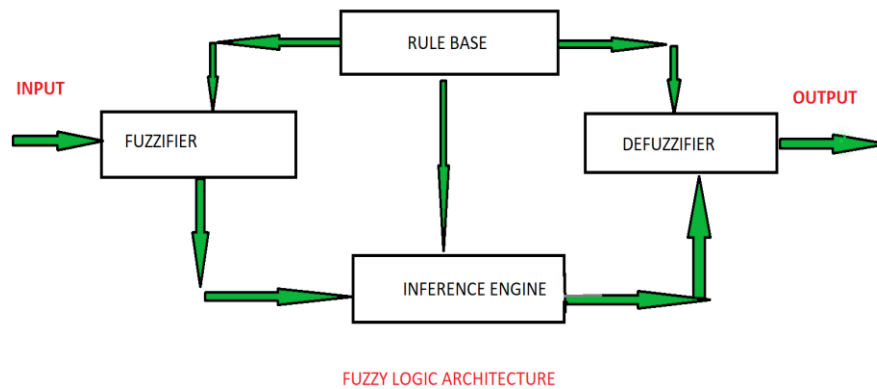 RULE BASE
INPUT
OUTPUT
FUZZIFIER
DEFUZZIFIER
INFERENCE ENGINE
FUZZY LOGIC ARCHITECTURE